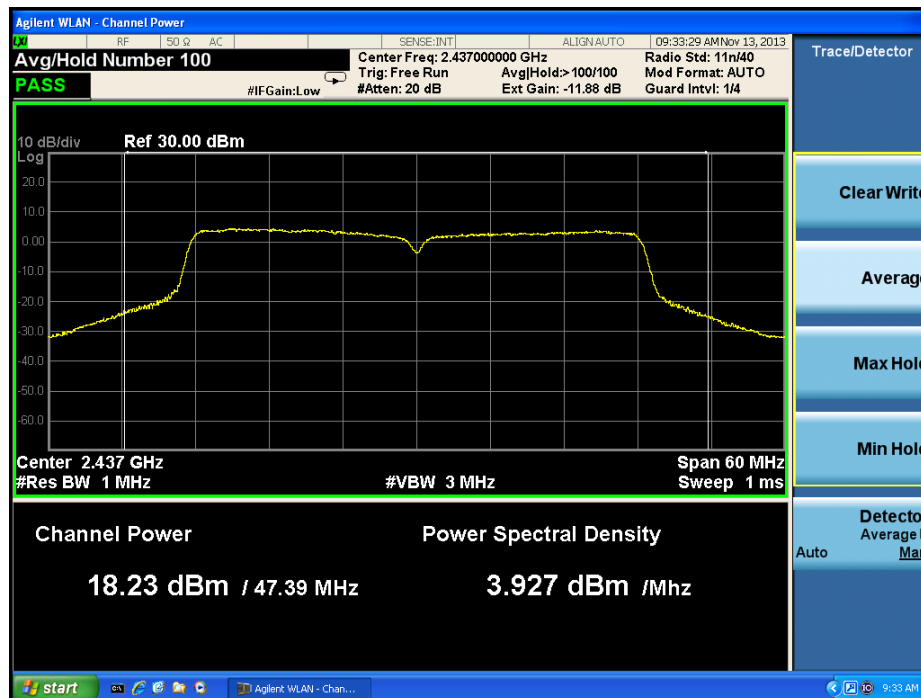 Agilent WLAN - Channel Power
LXI RF 50 Ω AC SENSE:INT ALIGN AUTO 09:33:29 AM Nov 13, 2013
Avg/Hold Number 100
Center Freq: 2.437000000 GHz
Radio Std: 11n/40
Trig: Free Run
Avg|Hold:>100/100
Mod Format: AUTO
PASS
#IFGain:Low
#Atten: 20 dB
Ext Gain: -11.88 dB
Guard Intvl: 1/4
10 dB/div
Ref 30.00 dBm
Log
20.0
10.0
0.00
-10.0
-20.0
-30.0
-40.0
-50.0
-60.0
Center 2.437 GHz
Span 60 MHz
#Res BW 1 MHz
#VBW 3 MHz
Sweep 1 ms
Channel Power
Power Spectral Density
18.23 dBm / 47.39 MHz
3.927 dBm /Mhz
Trace/Detector
Clear Write
Average
Max Hold
Min Hold
Detector
Average
Auto
Man
start
Agilent WLAN - Chan...
9:33 AM